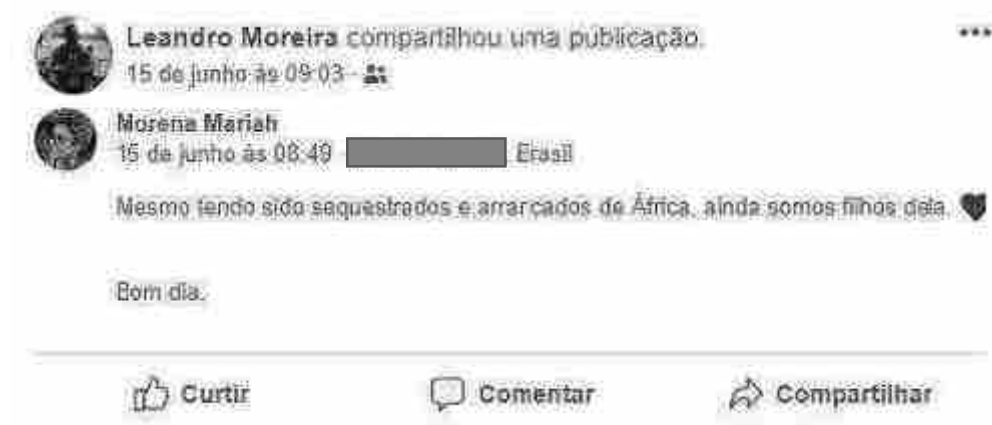 Leandro Moreira compartilhou uma publicação.
15 de junho às 09:03
Morena Mariah
15 de junho às 08:49 Brasil
Mesmo tendo sido sequestrados e arrancados de África, ainda somos filhos dela.
Bom dia.
Curtir Comentar Compartilhar